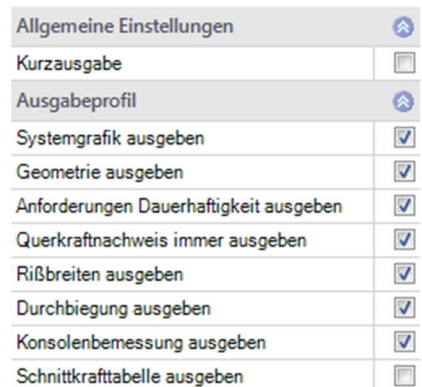 Allgemeine Einstellungen
Kurzausgabe
Ausgabeprofil
Systemgrafik ausgeben
Geometrie ausgeben
Anforderungen Dauerhaftigkeit ausgeben
Querkraftnachweis immer ausgeben
Rißbreiten ausgeben
Durchbiegung ausgeben
Konsolenbemessung ausgeben
Schnittkrafttabelle ausgeben